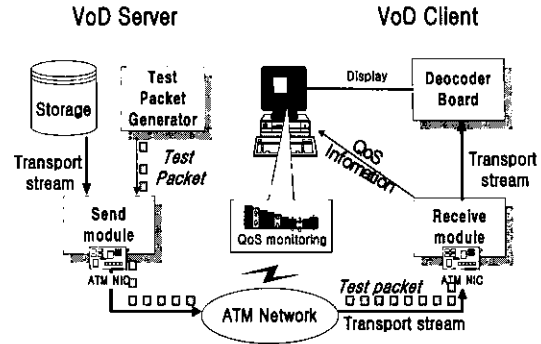 VoD Server
VoD Client
Storage
Test
Packet
Generator
Display
Deocoder
Board
Transport
stream
Test
Packet
QoS
Infomation
Transport
stream
Send
module
QoS monitoring
Receive
module
ATM NIC
ATM NIC
Test packet
ATM Network
Transport stream